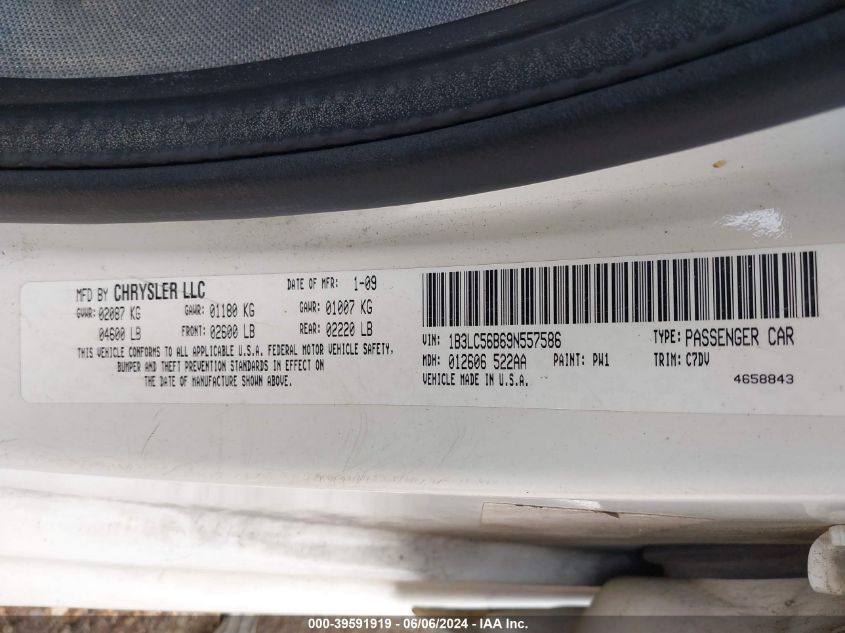 MFD BY CHRYSLER LLC DATE OF MFR: 1-09
GVWR: 02087 KG GAWR: 01180 KG GAWR: 01007 KG
04600 LB FRONT: 02600 LB REAR: 02220 LB
THIS VEHICLE CONFORMS TO ALL APPLICABLE U.S.A. FEDERAL MOTOR VEHICLE SAFETY,
BUMPER AND THEFT PREVENTION STANDARDS IN EFFECT ON
THE DATE OF MANUFACTURE SHOWN ABOVE.
VIN: 1B3LC56B69N557586 TYPE: PASSENGER CAR
MDH: 012606 522AA PAINT: PW1 TRIM: C7DV
VEHICLE MADE IN U.S.A. 4658843
000-39591919 | 06/06/2024 | IAA Inc.